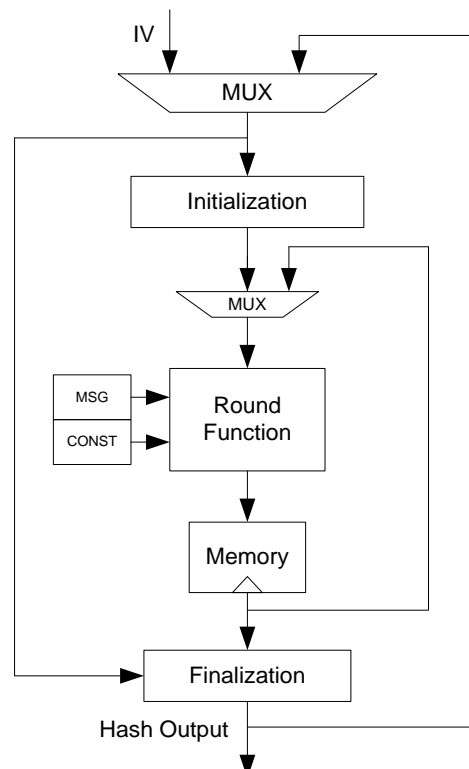 IV
MUX
Initialization
MUX
MSG
CONST
Round
Function
Memory
Finalization
Hash Output